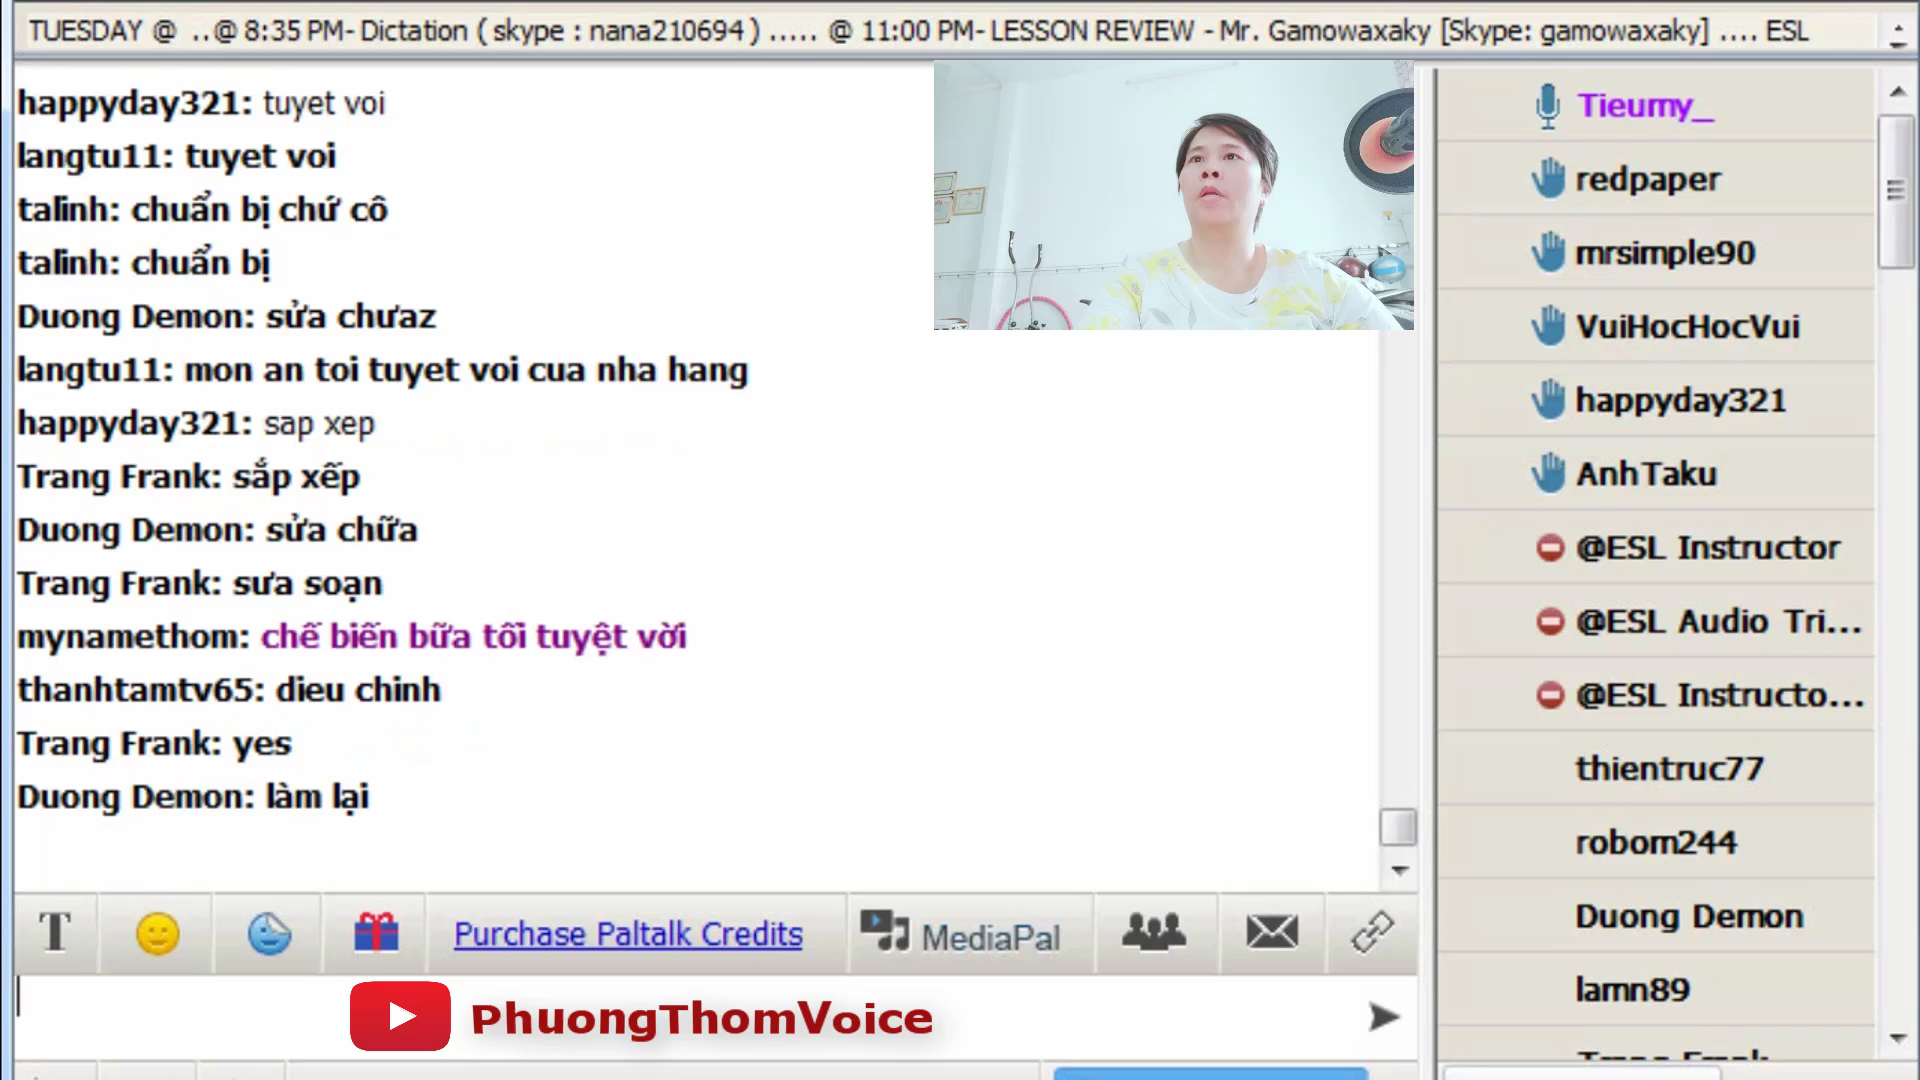 TUESDAY @ ..@ 8:35 PM- Dictation ( skype : nana210694 ) ..... @ 11:00 PM- LESSON REVIEW - Mr. Gamowaxaky [Skype: gamowaxaky] .... ESL
happyday321: tuyet voi
langtu11: tuyet voi
talinh: chuẩn bị chứ cô
talinh: chuẩn bị
Duong Demon: sửa chưaz
langtu11: mon an toi tuyet voi cua nha hang
happyday321: sap xep
Trang Frank: sắp xếp
Duong Demon: sửa chữa
Trang Frank: sưa soạn
mynamethom: chế biến bữa tối tuyệt vời
thanhtamtv65: dieu chinh
Trang Frank: yes
Duong Demon: làm lại
Tieumy_
redpaper
mrsimple90
VuiHocHocVui
happyday321
AnhTaku
@ESL Instructor
@ESL Audio Tri...
@ESL Instructo...
thientruc77
robom244
Duong Demon
lamn89
Trang Frank
T
Purchase Paltalk Credits
MediaPal
PhuongThomVoice